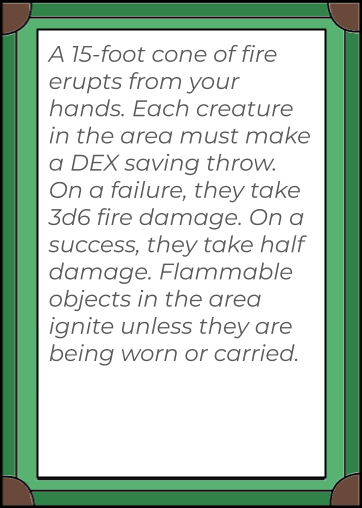 A 15-foot cone of fire
erupts from your
hands. Each creature
in the area must make
a DEX saving throw.
On a failure, they take
3d6 fire damage. On a
success, they take half
damage. Flammable
objects in the area
ignite unless they are
being worn or carried.